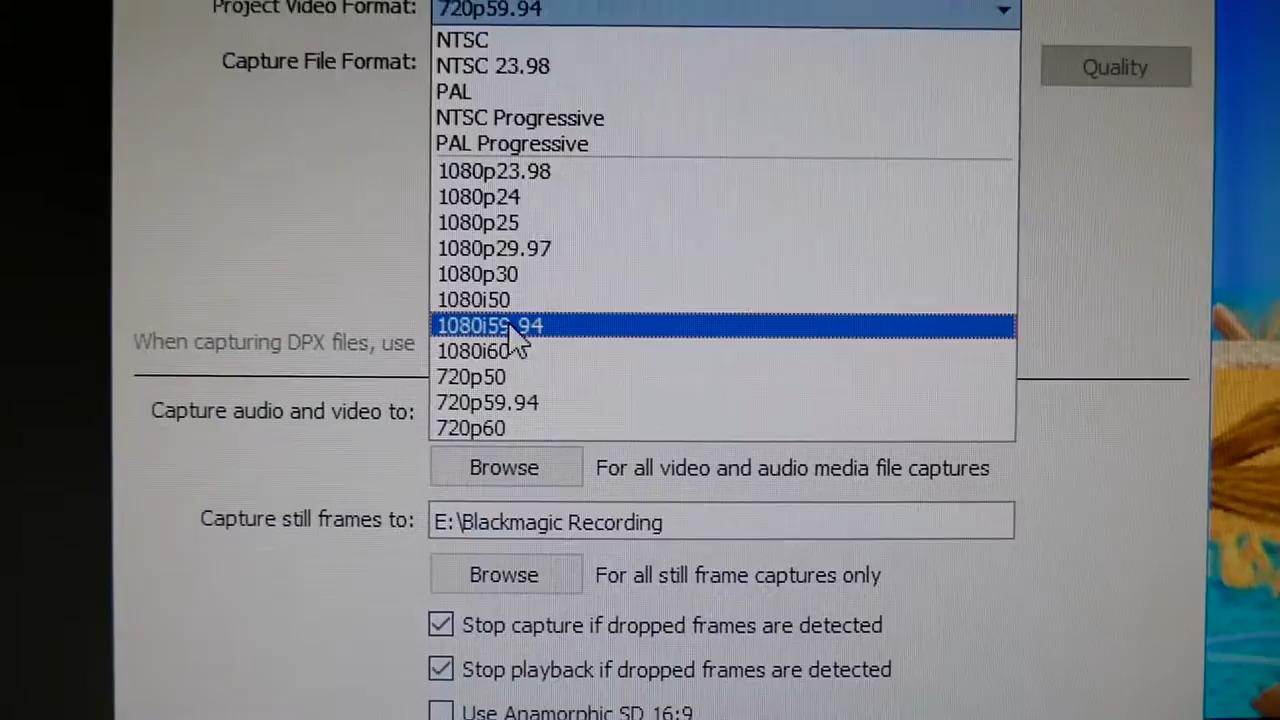 Project Video Format: 720p59.94
NTSC
NTSC 23.98
Capture File Format: Quality
PAL
NTSC Progressive
PAL Progressive
1080p23.98
1080p24
1080p25
1080p29.97
1080p30
1080i50
1080i59.94
When capturing DPX files, use
1080i60
720p50
720p59.94
Capture audio and video to:
720p60
Browse For all video and audio media file captures
Capture still frames to: E:\Blackmagic Recording
Browse For all still frame captures only
Stop capture if dropped frames are detected
Stop playback if dropped frames are detected
Use Anamorphic SD 16:9